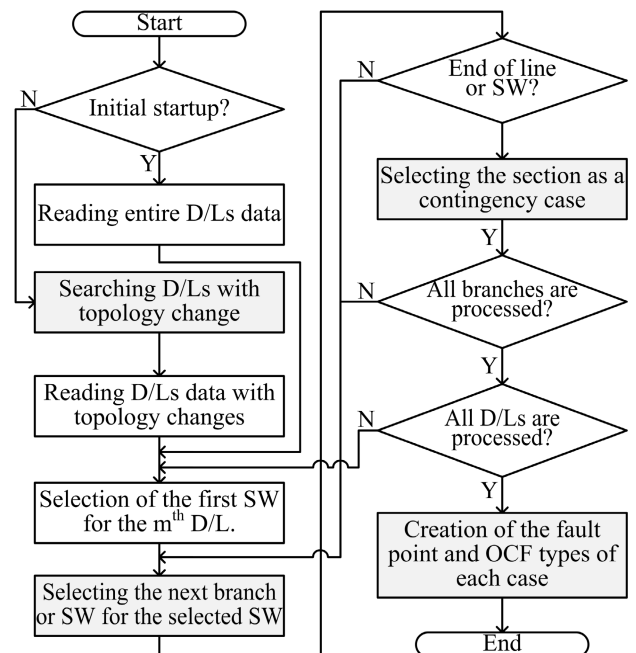 Start
N
Initial startup?
Y
Reading entire D/Ls data
Searching D/Ls with
topology change
Reading D/Ls data with
topology changes
Selection of the first SW
for the mth D/L.
Selecting the next branch
or SW for the selected SW
N
End of line
or SW?
Selecting the section as a
contingency case
Y
N
All branches are
processed?
Y
N
All D/Ls are
processed?
Y
Creation of the fault
point and OCF types of
each case
End